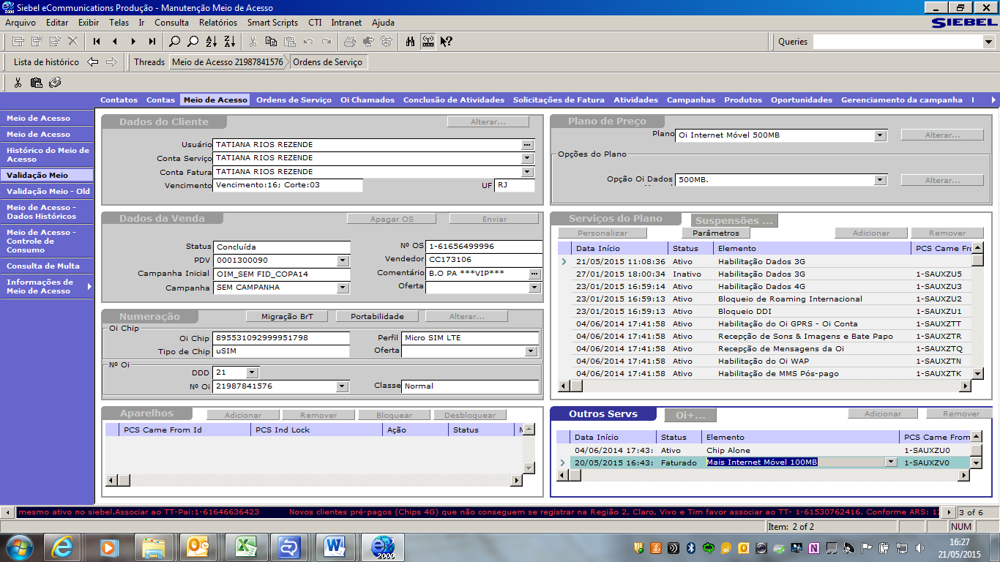 Siebel eCommunications Produção - Manutenção Meio de Acesso
Arquivo Editar Exibir Telas Ir Consulta Relatórios Smart Scripts CTI Intranet Ajuda
SIEBEL
Queries
Lista de histórico Threads Meio de Acesso 21987841576 Ordens de Serviço
Contatos Contas Meio de Acesso Ordens de Serviço Oi Chamados Conclusão de Atividades Solicitações de Fatura Atividades Campanhas Produtos Oportunidades Gerenciamento da campanha
Meio de Acesso
Meio de Acesso
Histórico do Meio de Acesso
Validação Meio
Validação Meio - Old
Meio de Acesso - Dados Históricos
Meio de Acesso - Controle de Consumo
Consulta de Multa
Informações de Meio de Acesso
Dados do Cliente Alterar...
Usuário TATIANA RIOS REZENDE
Conta Serviço TATIANA RIOS REZENDE
Conta Fatura TATIANA RIOS REZENDE
Vencimento Vencimento:16; Corte:03 UF RJ
Plano de Preço
Plano Oi Internet Móvel 500MB Alterar...
Opções do Plano
Opção Oi Dados 500MB. Alterar...
Dados da Venda Apagar OS Enviar
Status Concluída Nº OS 1-61656499996
PDV 0001300090 Vendedor CC173106
Campanha Inicial OIM_SEM FID_COPA14 Comentário B.O PA ***VIP***
Campanha SEM CAMPANHA Oferta
Serviços do Plano Suspensões ...
Personalizar Parâmetros Adicionar Remover
Data Início Status Elemento PCS Came Fr
21/05/2015 11:08:36 Ativo Habilitação Dados 3G
27/01/2015 18:00:34 Inativo Habilitação Dados 3G 1-SAUXZU5
23/01/2015 16:59:14 Ativo Habilitação Dados 4G 1-SAUXZU3
23/01/2015 16:59:13 Ativo Bloqueio de Roaming Internacional 1-SAUXZU2
23/01/2015 16:59:13 Ativo Bloqueio DDI 1-SAUXZU1
04/06/2014 17:41:58 Ativo Habilitação do Oi GPRS - Oi Conta 1-SAUXZTT
04/06/2014 17:41:58 Ativo Recepção de Sons & Imagens e Bate Papo 1-SAUXZTR
04/06/2014 17:41:58 Ativo Recepção de Mensagens da Oi 1-SAUXZTQ
04/06/2014 17:41:58 Ativo Habilitação do Oi WAP 1-SAUXZTN
04/06/2014 17:41:58 Ativo Habilitação de MMS Pós-pago 1-SAUXZTK
Numeração Migração BrT Portabilidade Alterar...
Oi Chip
Oi Chip 895531092999951798 Perfil Micro SIM LTE
Tipo de Chip uSIM Oferta
Nº Oi
DDD 21
Nº Oi 21987841576 Classe Normal
Aparelhos Adicionar Remover Bloquear Desbloquear
PCS Came From Id PCS Ind Lock Ação Status
Outros Servs Oi+... Adicionar Remover
Data Início Status Elemento PCS Came From
04/06/2014 17:43: Ativo Chip Alone 1-SAUXZU0
20/05/2015 16:43: Faturado Mais Internet Móvel 100MB 1-SAUXZV0
mesmo ativo no siebel.Associar ao TT-Pai:1-61646636423 Novos clientes pré-pagos (Chips 4G) que não conseguem se registrar na Região 2, Claro, Vivo e Tim favor associar ao TT- 1-61530762416. Conforme ARS: 3 of 6
Item: 2 of 2 NUM
2000
16:27
21/05/2015